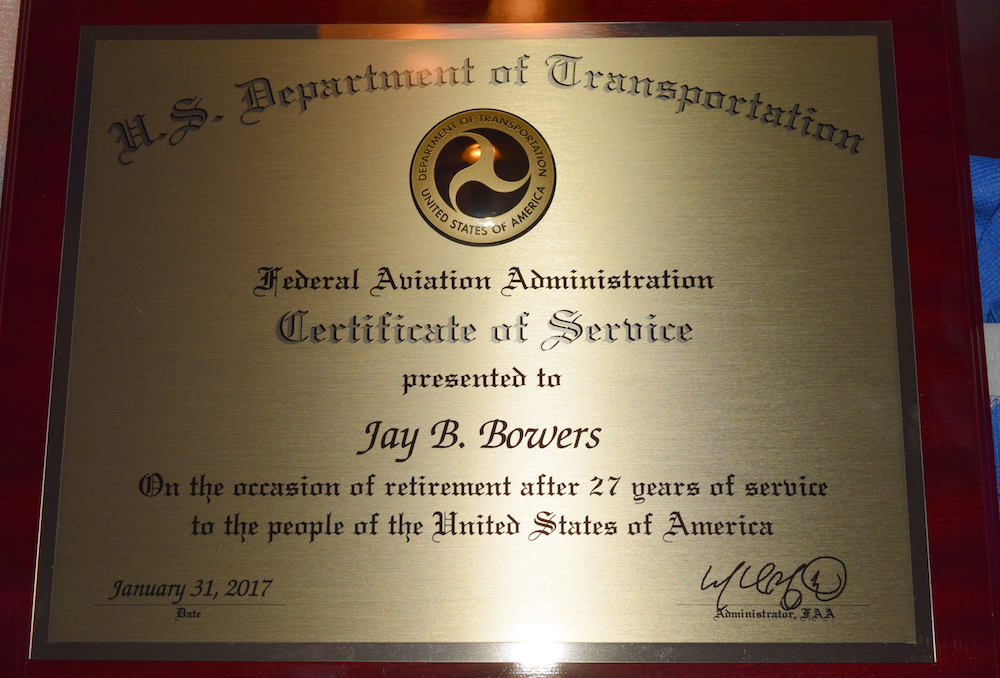 U.S. Department of Transportation
DEPARTMENT OF TRANSPORTATION
UNITED STATES OF AMERICA
Federal Aviation Administration
Certificate of Service
presented to
Jay B. Bowers
On the occasion of retirement after 27 years of service
to the people of the United States of America
January 31, 2017
Date
Administrator, FAA